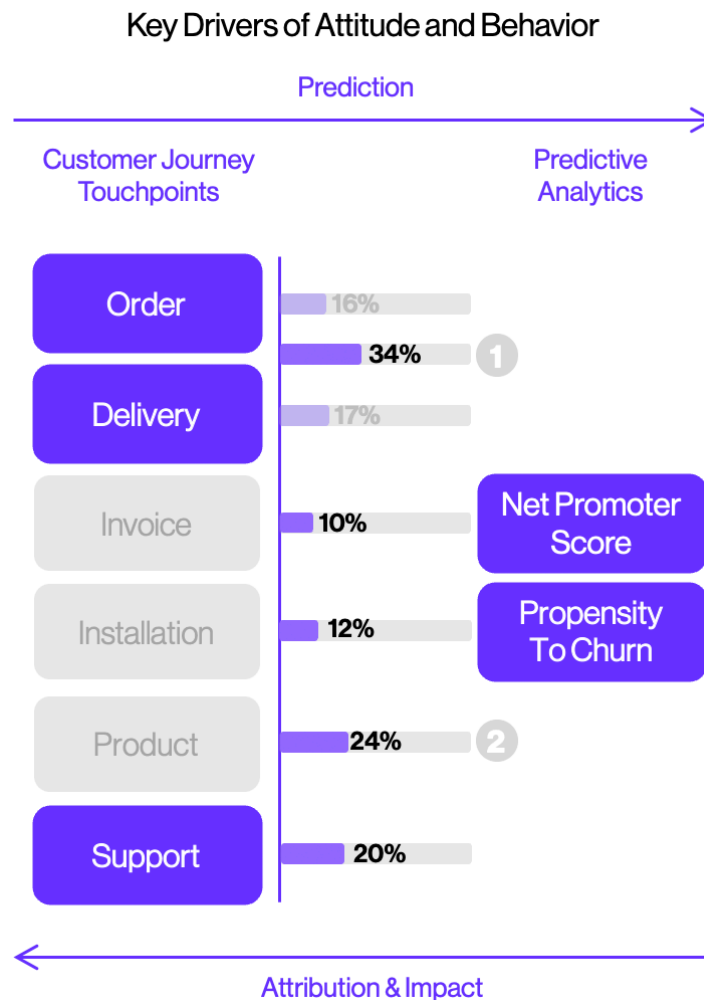 Key Drivers of Attitude and Behavior
Prediction
Customer Journey
Touchpoints
Predictive
Analytics
Order
16%
34%
1
Delivery
17%
Invoice
10%
Net Promoter
Score
Installation
12%
Propensity
To Churn
Product
24%
2
Support
20%
Attribution & Impact